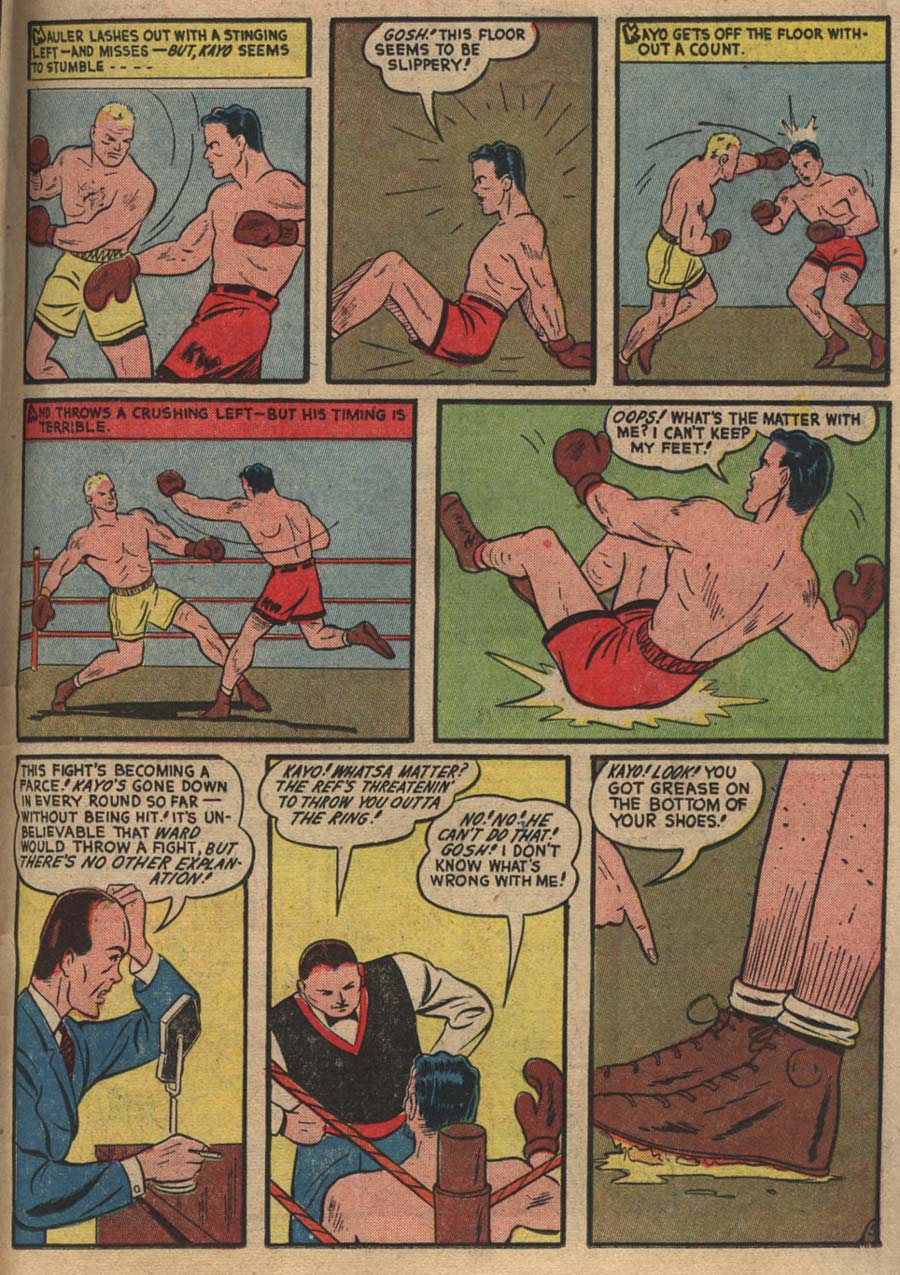 MAULER LASHES OUT WITH A STINGING
LEFT—AND MISSES—BUT, KAYO SEEMS
TO STUMBLE - - - -
KW
GOSH! THIS FLOOR
SEEMS TO BE
SLIPPERY!
KAYO GETS OFF THE FLOOR WITH-
OUT A COUNT.
AND THROWS A CRUSHING LEFT—BUT HIS TIMING IS
TERRIBLE.
KW
OOPS! WHAT'S THE MATTER WITH
ME? I CAN'T KEEP
MY FEET!
THIS FIGHT'S BECOMING A
FARCE! KAYO'S GONE DOWN
IN EVERY ROUND SO FAR—
WITHOUT BEING HIT! IT'S UN-
BELIEVABLE THAT WARD
WOULD THROW A FIGHT, BUT
THERE'S NO OTHER EXPLAN-
ATION!
KAYO! WHATSA MATTER?
THE REF'S THREATENIN'
TO THROW YOU OUTTA
THE RING!
NO! NO! HE
CAN'T DO THAT!
GOSH! I DON'T
KNOW WHAT'S
WRONG WITH ME!
KAYO! LOOK! YOU
GOT GREASE ON
THE BOTTOM OF
YOUR SHOES!